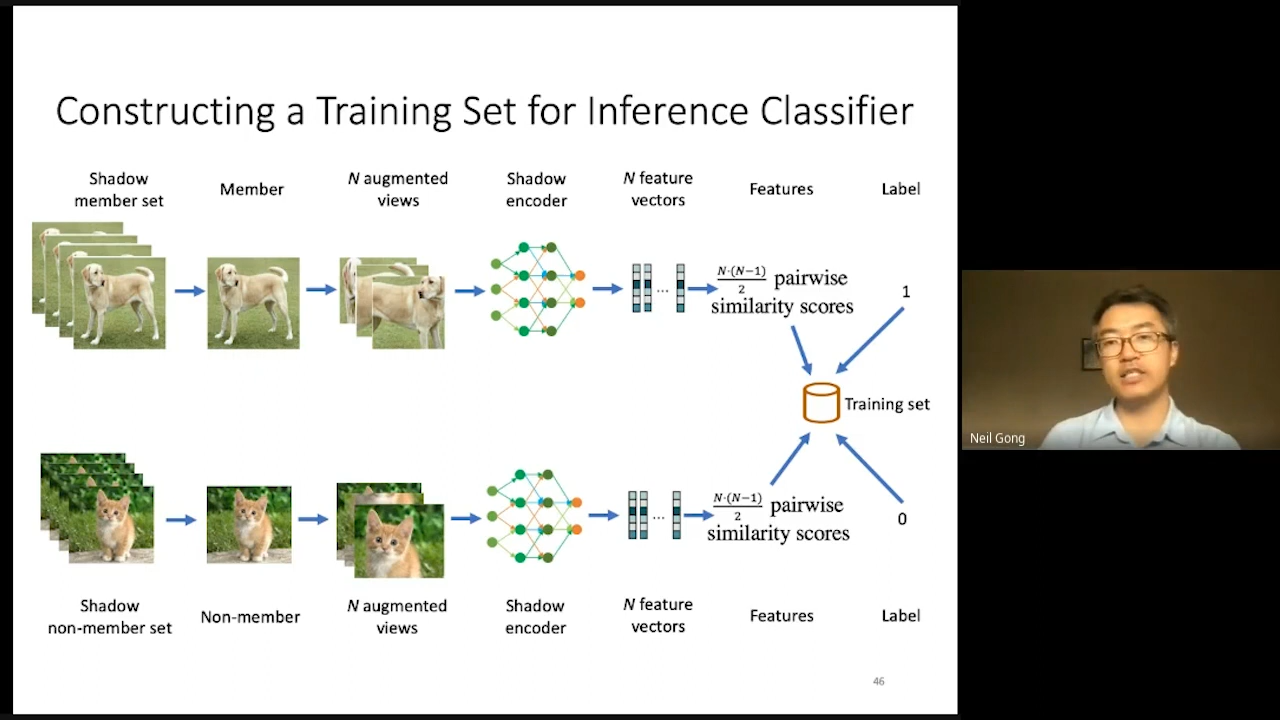 Constructing a Training Set for Inference Classifier
Shadow
member set
Member
N augmented
views
Shadow
encoder
N feature
vectors
Features
Label
...
N·(N−1)/2 pairwise
similarity scores
1
Training set
Neil Gong
...
N·(N−1)/2 pairwise
similarity scores
0
Shadow
non-member set
Non-member
N augmented
views
Shadow
encoder
N feature
vectors
Features
Label
46